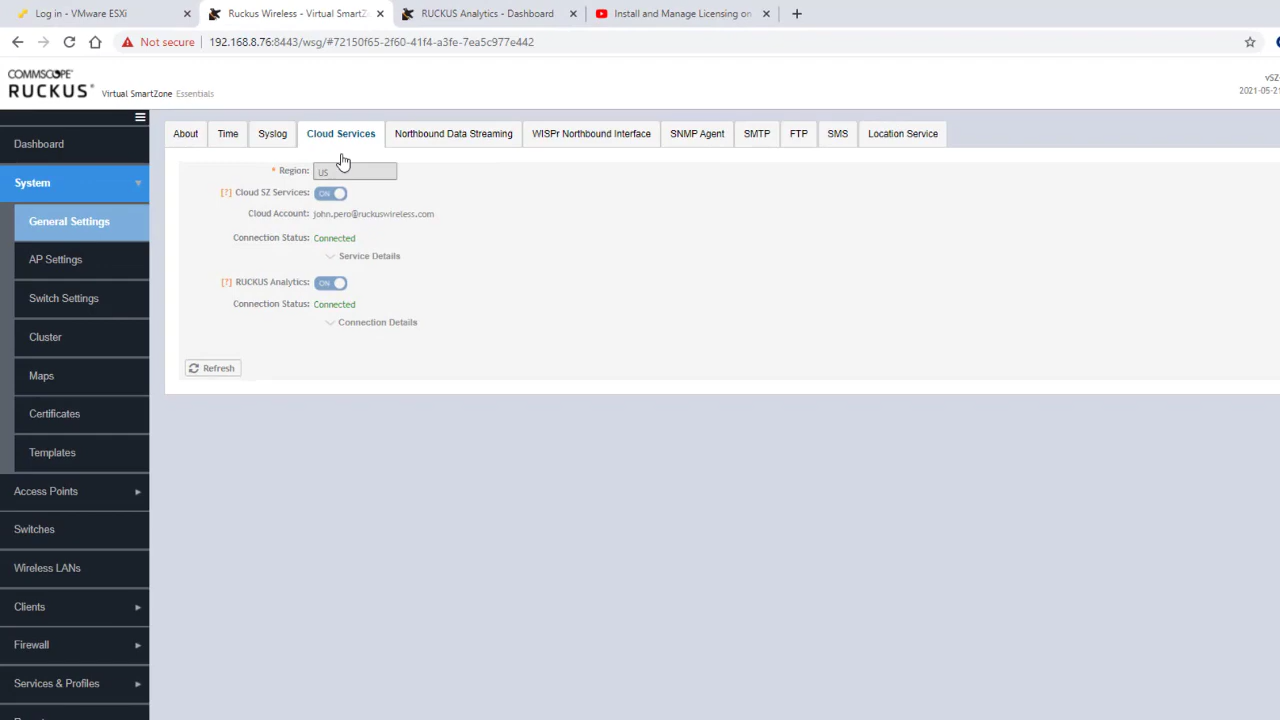 Log in - VMware ESXi
Ruckus Wireless - Virtual SmartZ
RUCKUS Analytics - Dashboard
Install and Manage Licensing on
Not secure
192.168.8.76:8443/wsg/#72150f65-2f60-41f4-a3fe-7ea5c977e442
COMMSCOPE
RUCKUS
Virtual SmartZone Essentials
vSZ-
2021-05-21
About
Time
Syslog
Cloud Services
Northbound Data Streaming
WISPr Northbound Interface
SNMP Agent
SMTP
FTP
SMS
Location Service
Dashboard
System
General Settings
AP Settings
Switch Settings
Cluster
Maps
Certificates
Templates
Access Points
Switches
Wireless LANs
Clients
Firewall
Services & Profiles
* Region: US
[?] Cloud SZ Services: ON
Cloud Account: john.pero@ruckuswireless.com
Connection Status: Connected
Service Details
[?] RUCKUS Analytics: ON
Connection Status: Connected
Connection Details
Refresh